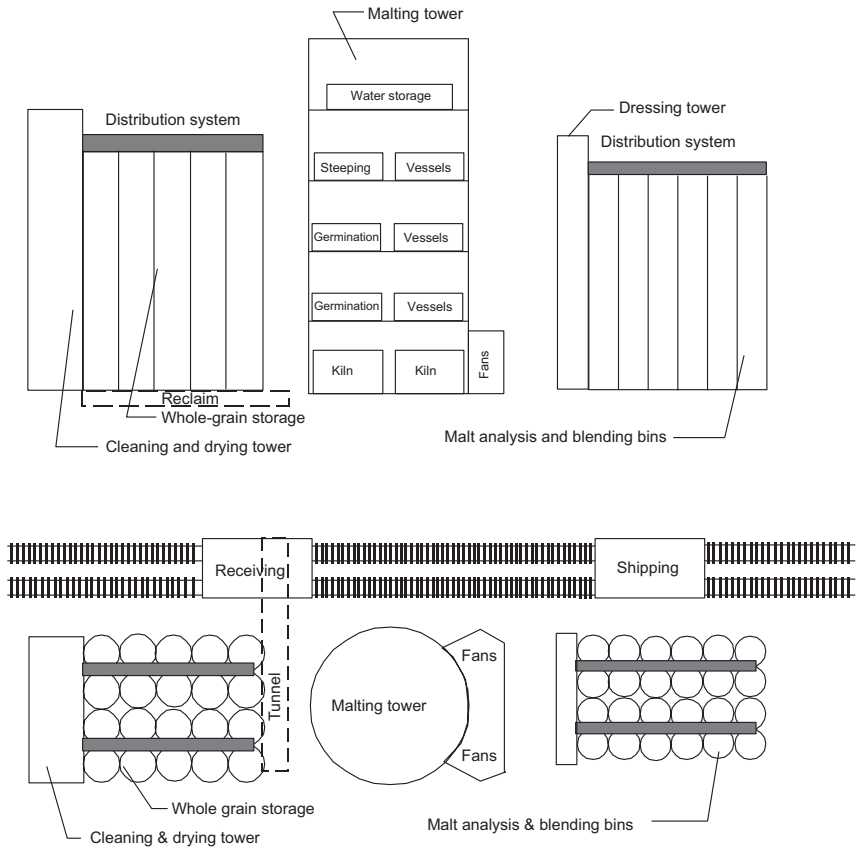 Malting tower
Water storage
Dressing tower
Distribution system
Distribution system
Steeping
Vessels
Germination
Vessels
Germination
Vessels
Kiln
Kiln
Fans
Reclaim
Whole-grain storage
Cleaning and drying tower
Malt analysis and blending bins
Receiving
Shipping
Tunnel
Malting tower
Fans
Fans
Whole grain storage
Cleaning & drying tower
Malt analysis & blending bins